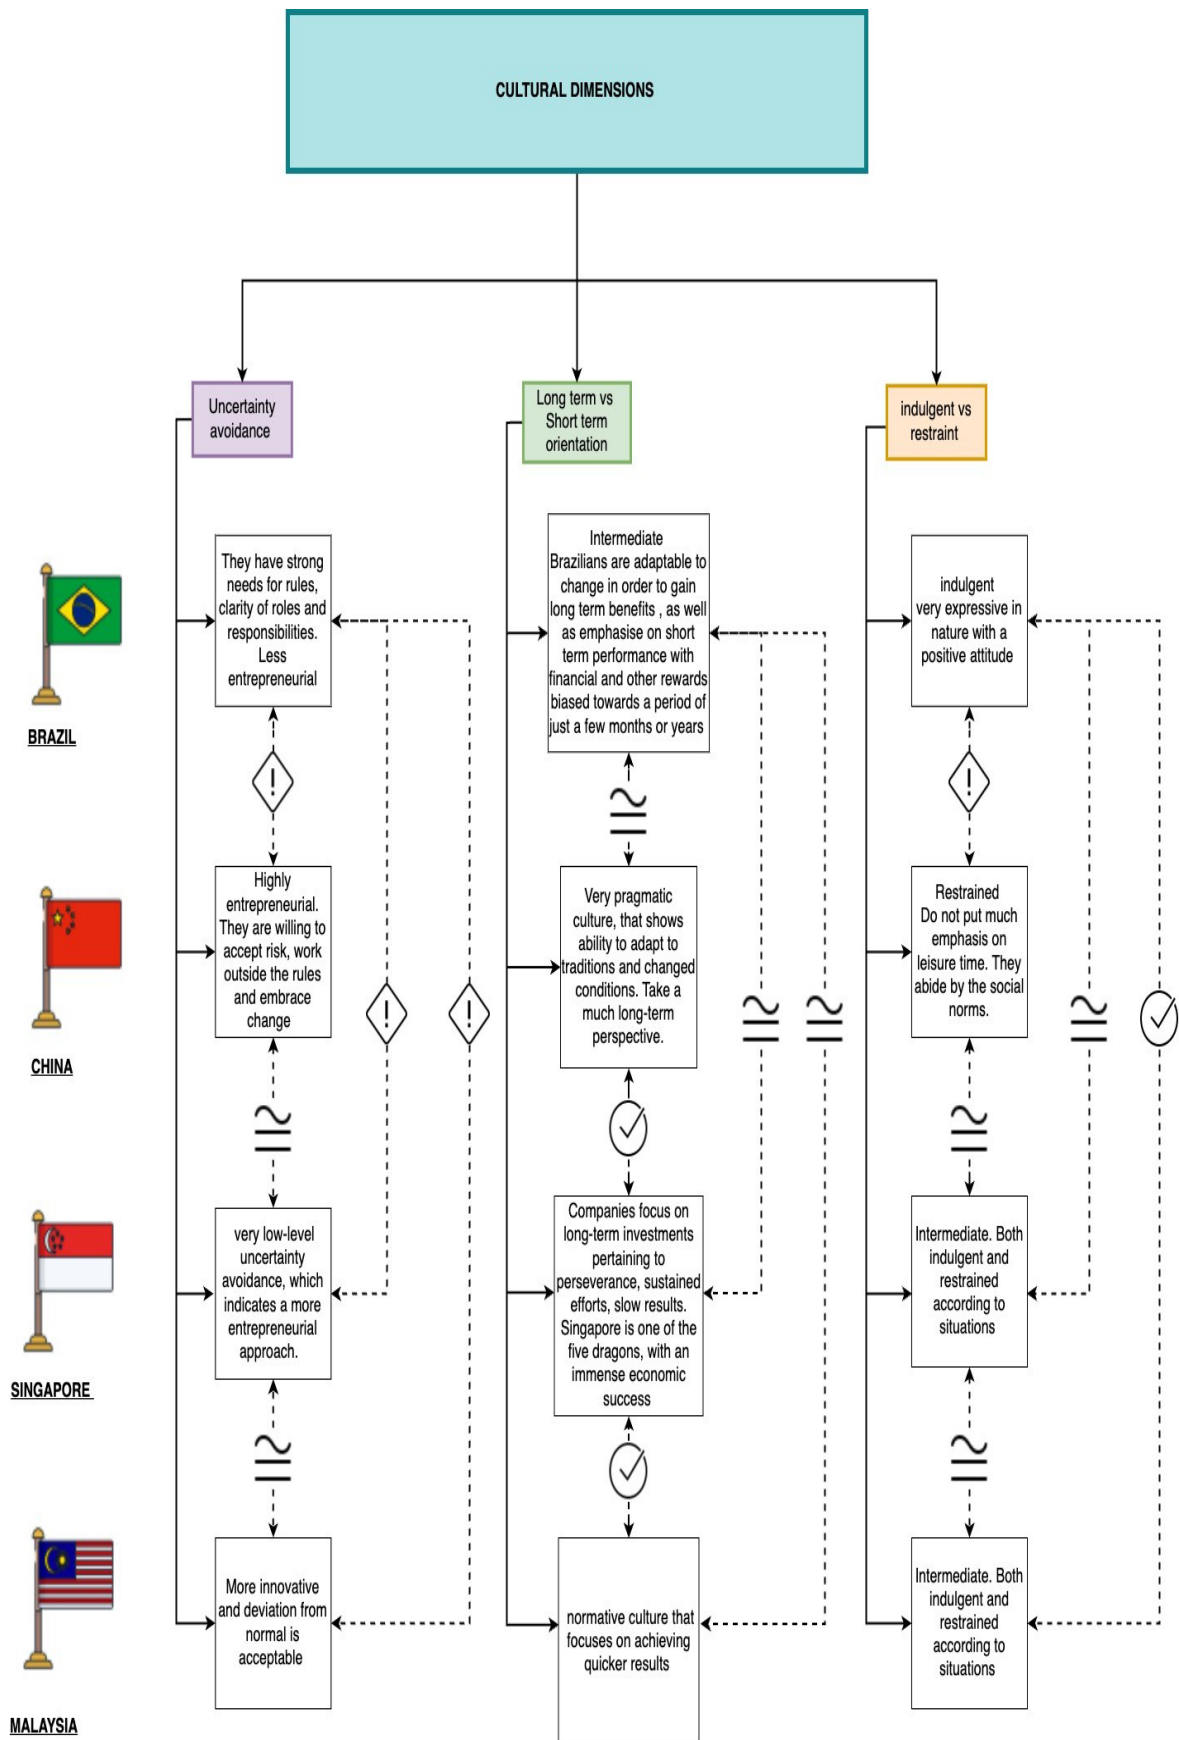 CULTURAL DIMENSIONS
Uncertainty
avoidance
Long term vs
Short term
orientation
indulgent vs
restraint
BRAZIL
They have strong
needs for rules,
clarity of roles and
responsibilities.
Less
entrepreneurial
Intermediate
Brazilians are adaptable to
change in order to gain
long term benefits , as well
as emphasise on short
term performance with
financial and other rewards
biased towards a period of
just a few months or years
indulgent
very expressive in
nature with a
positive attitude
!
≅
!
CHINA
Highly
entrepreneurial.
They are willing to
accept risk, work
outside the rules
and embrace
change
Very pragmatic
culture, that shows
ability to adapt to
traditions and changed
conditions. Take a
much long-term
perspective.
Restrained
Do not put much
emphasis on
leisure time. They
abide by the social
norms.
!
!
≅
≅
≅
≅
≅
SINGAPORE
very low-level
uncertainty
avoidance, which
indicates a more
entrepreneurial
approach.
Companies focus on
long-term investments
pertaining to
perseverance, sustained
efforts, slow results.
Singapore is one of the
five dragons, with an
immense economic
success
Intermediate. Both
indulgent and
restrained
according to
situations
≅
≅
MALAYSIA
More innovative
and deviation from
normal is
acceptable
normative culture that
focuses on achieving
quicker results
Intermediate. Both
indulgent and
restrained
according to
situations